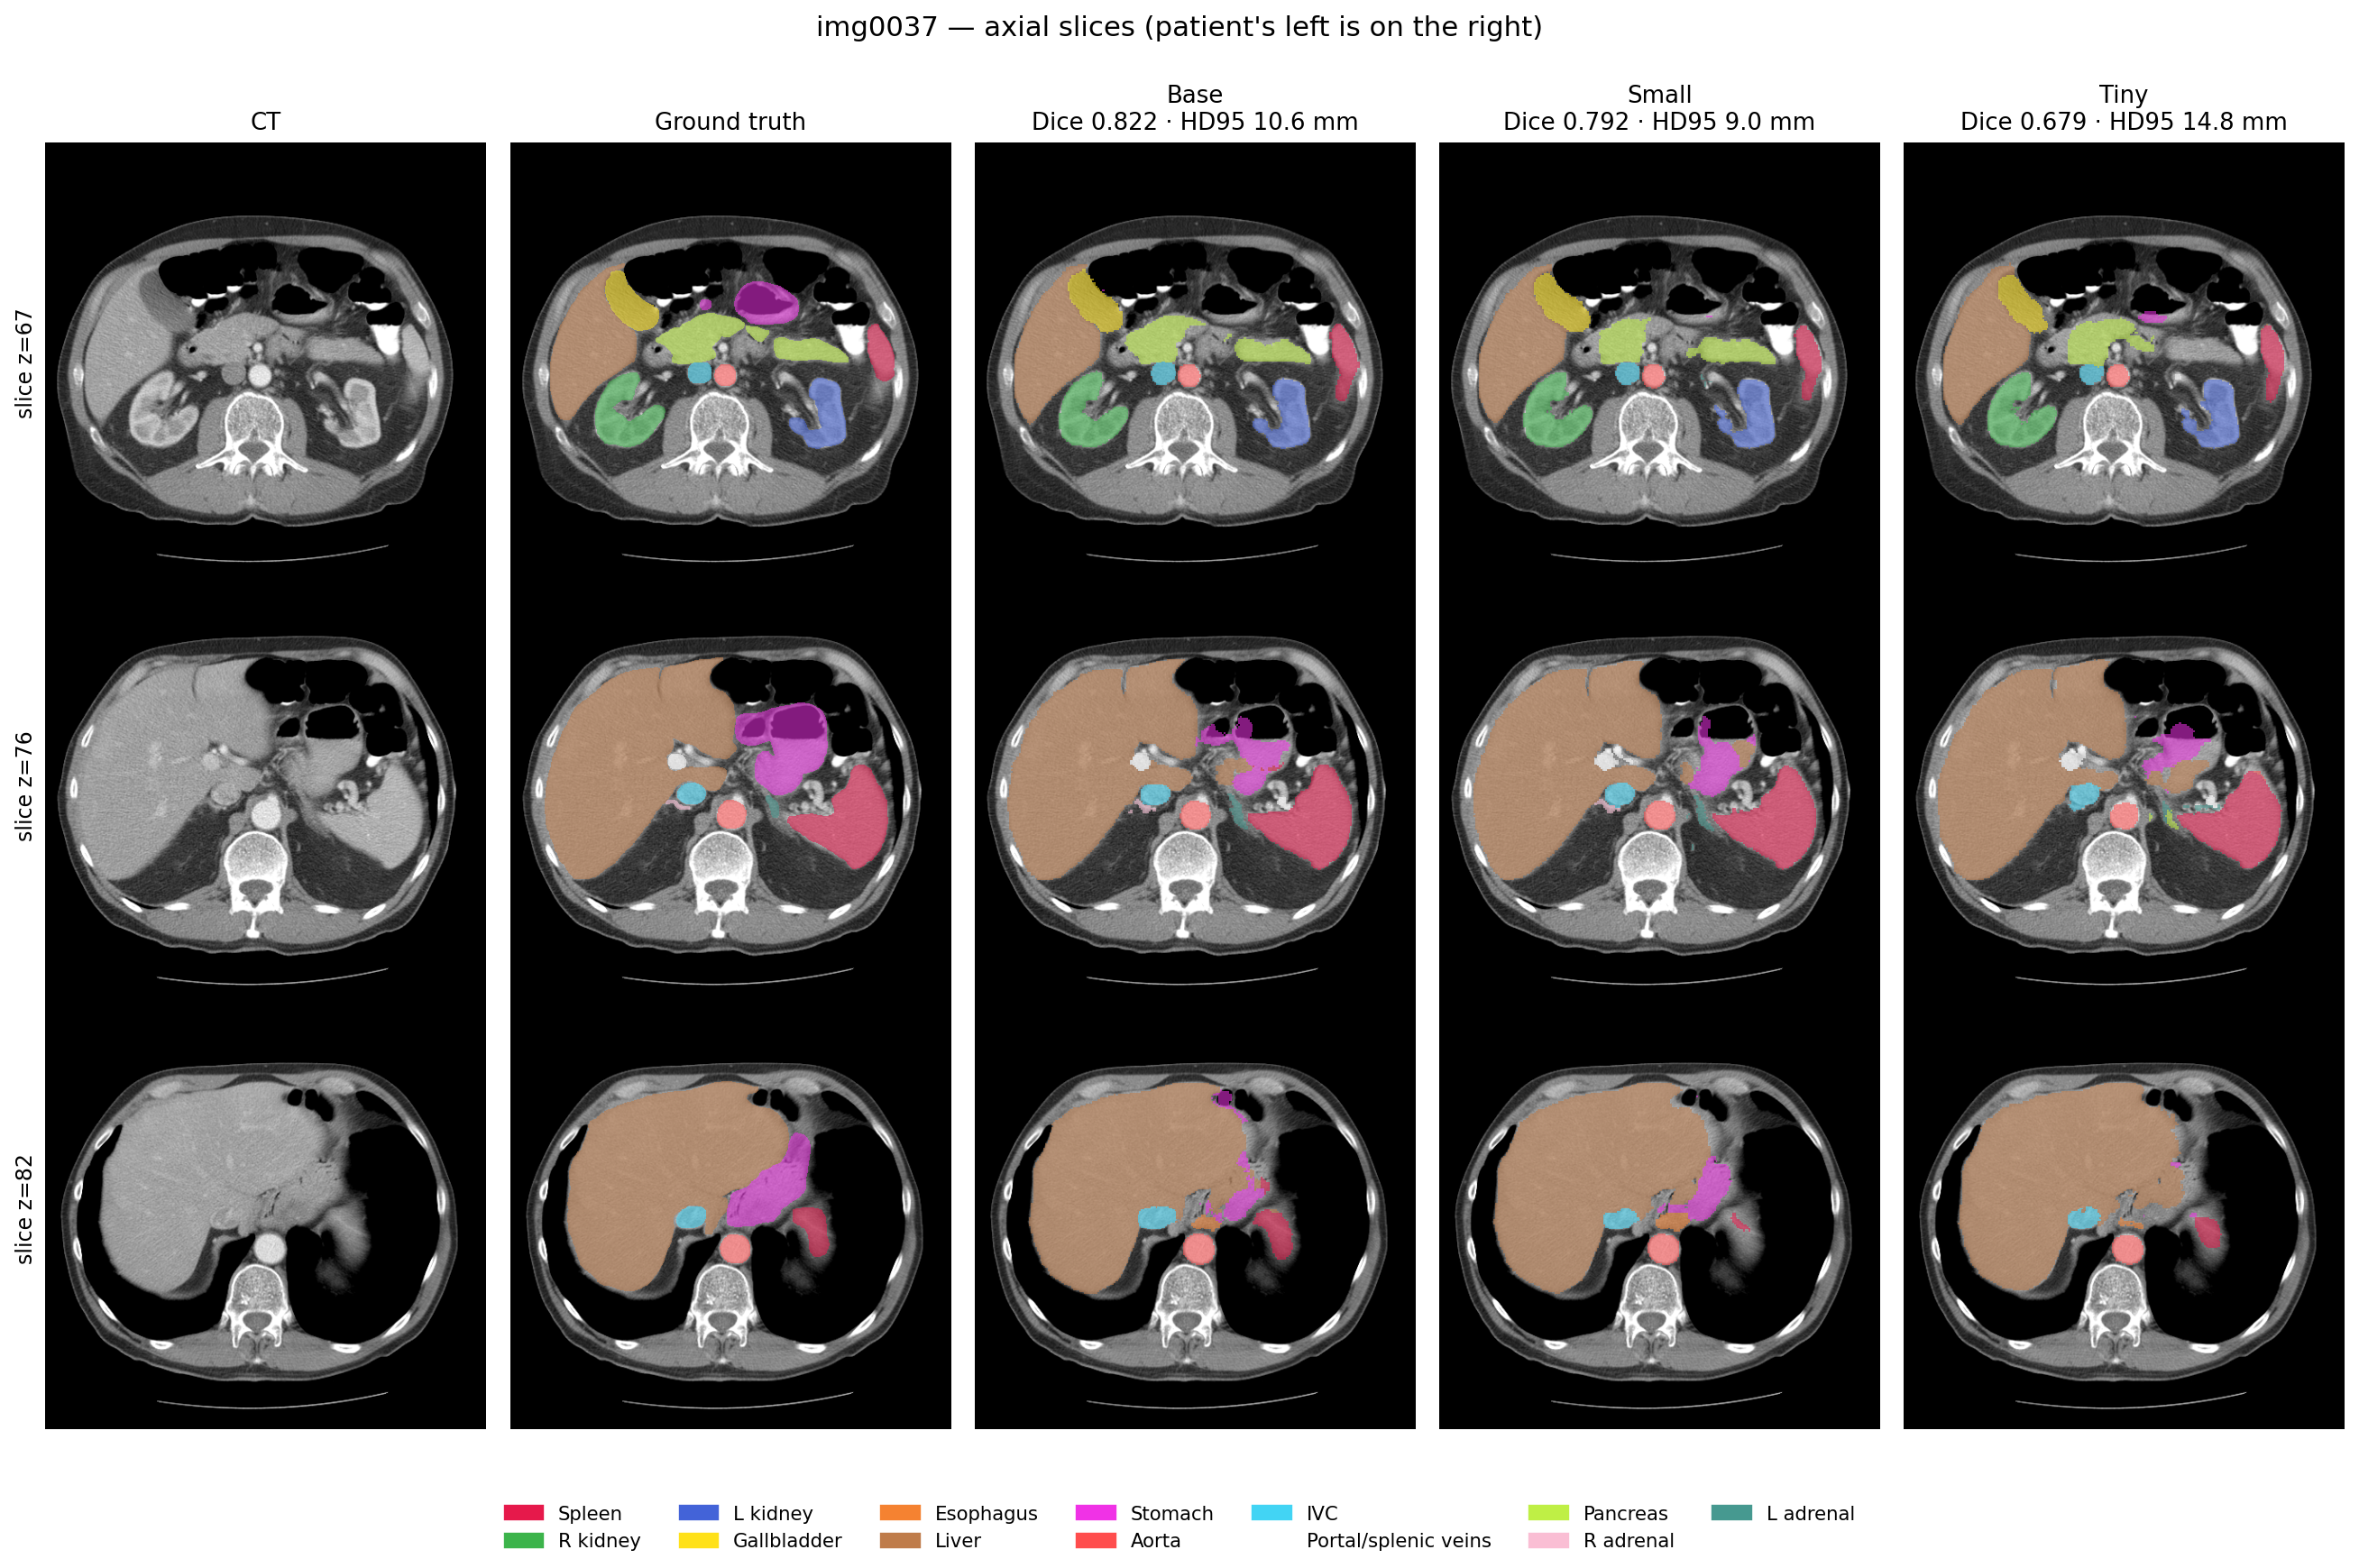 img0037 — axial slices (patient's left is on the right)
CT
Ground truth
Base
Dice 0.822 · HD95 10.6 mm
Small
Dice 0.792 · HD95 9.0 mm
Tiny
Dice 0.679 · HD95 14.8 mm
slice z=67
slice z=76
slice z=82
Spleen
R kidney
L kidney
Gallbladder
Esophagus
Liver
Stomach
Aorta
IVC
Portal/splenic veins
Pancreas
R adrenal
L adrenal